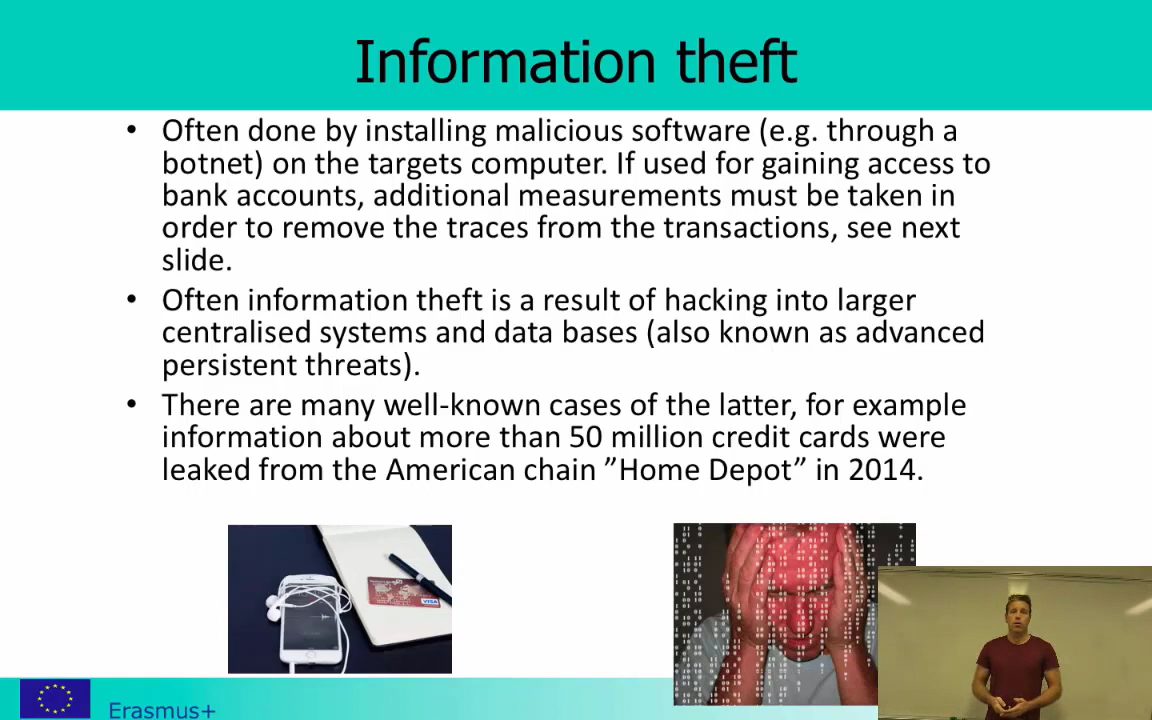 Information theft
• Often done by installing malicious software (e.g. through a
botnet) on the targets computer. If used for gaining access to
bank accounts, additional measurements must be taken in
order to remove the traces from the transactions, see next
slide.
• Often information theft is a result of hacking into larger
centralised systems and data bases (also known as advanced
persistent threats).
• There are many well-known cases of the latter, for example
information about more than 50 million credit cards were
leaked from the American chain ”Home Depot” in 2014.
VISA
Erasmus+